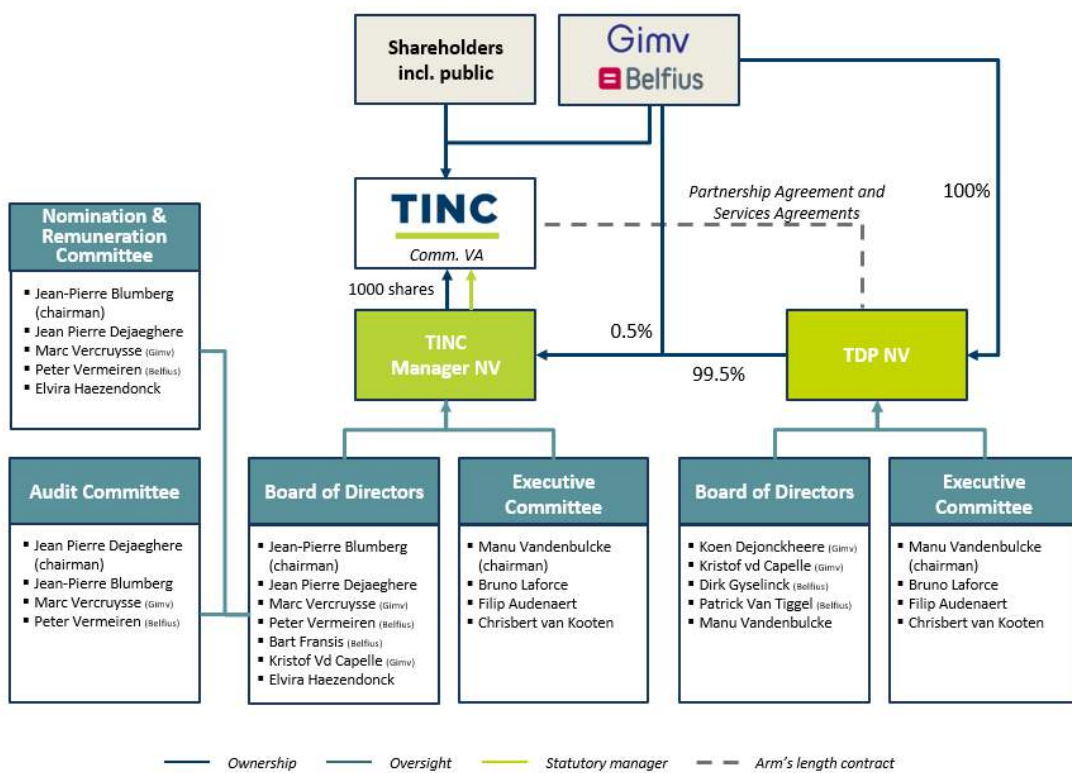 Shareholders
incl. public
Gimv
Belfius
TINC
Comm. VA
Partnership Agreement and
Services Agreements
100%
1000 shares
TINC
Manager NV
0.5%
99.5%
TDP NV
Nomination &
Remuneration
Committee
▪ Jean-Pierre Blumberg
(chairman)
▪ Jean Pierre Dejaeghere
▪ Marc Vercruysse (Gimv)
▪ Peter Vermeiren (Belfius)
▪ Elvira Haezendonck
Audit Committee
▪ Jean Pierre Dejaeghere
(chairman)
▪ Jean-Pierre Blumberg
▪ Marc Vercruysse (Gimv)
▪ Peter Vermeiren (Belfius)
Board of Directors
▪ Jean-Pierre Blumberg
(chairman)
▪ Jean Pierre Dejaeghere
▪ Marc Vercruysse (Gimv)
▪ Peter Vermeiren (Belfius)
▪ Bart Fransis (Belfius)
▪ Kristof Vd Capelle (Gimv)
▪ Elvira Haezendonck
Executive
Committee
▪ Manu Vandenbulcke
(chairman)
▪ Bruno Laforce
▪ Filip Audenaert
▪ Chrisbert van Kooten
Board of Directors
▪ Koen Dejonckheere (Gimv)
▪ Kristof vd Capelle (Gimv)
▪ Dirk Gyselinck (Belfius)
▪ Patrick Van Tiggel (Belfius)
▪ Manu Vandenbulcke
Executive
Committee
▪ Manu Vandenbulcke
(chairman)
▪ Bruno Laforce
▪ Filip Audenaert
▪ Chrisbert van Kooten
Ownership
Oversight
Statutory manager
Arm's length contract